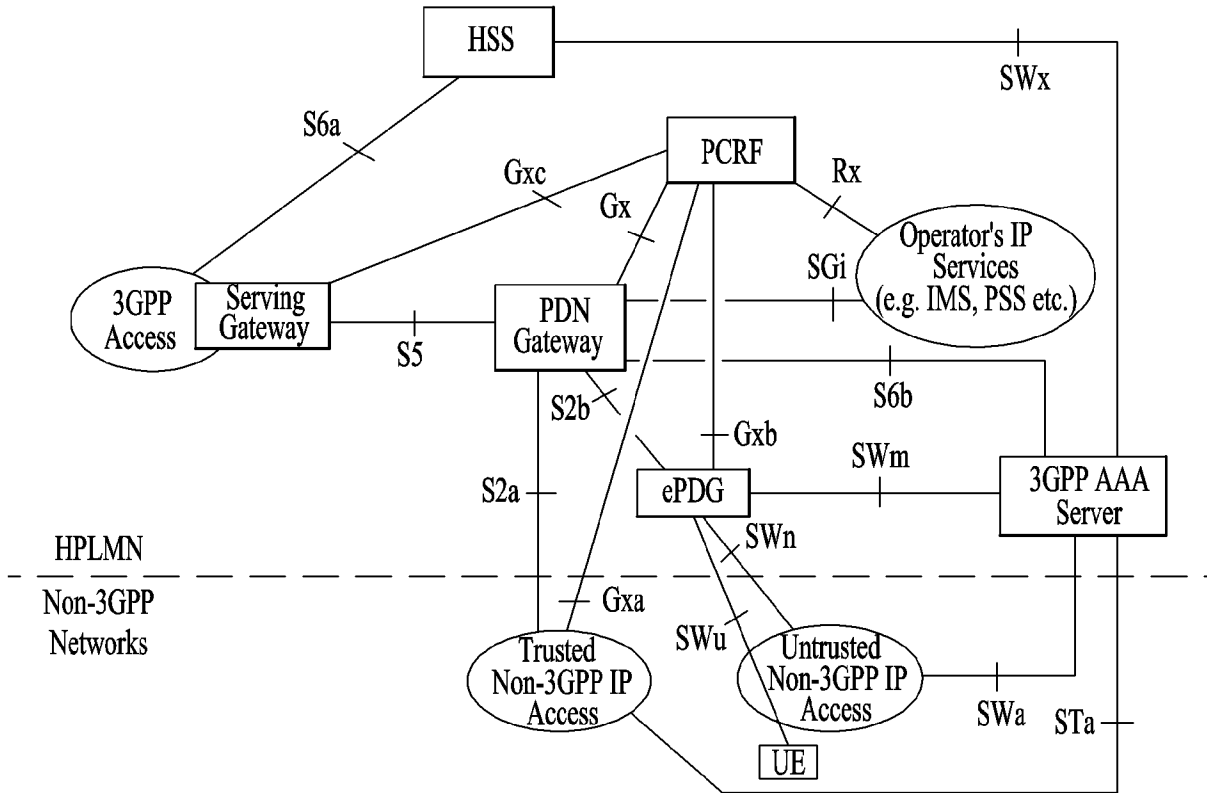 HSS
SWx
S6a
PCRF
Gxc
Rx
Gx
Operator's IP
Services
(e.g. IMS, PSS etc.)
SGi
3GPP
Access
Serving
Gateway
PDN
Gateway
S5
S2b
S6b
Gxb
SWm
S2a
ePDG
3GPP AAA
Server
SWn
HPLMN
Non-3GPP
Networks
Gxa
SWu
Trusted
Non-3GPP IP
Access
Untrusted
Non-3GPP IP
Access
SWa
STa
UE